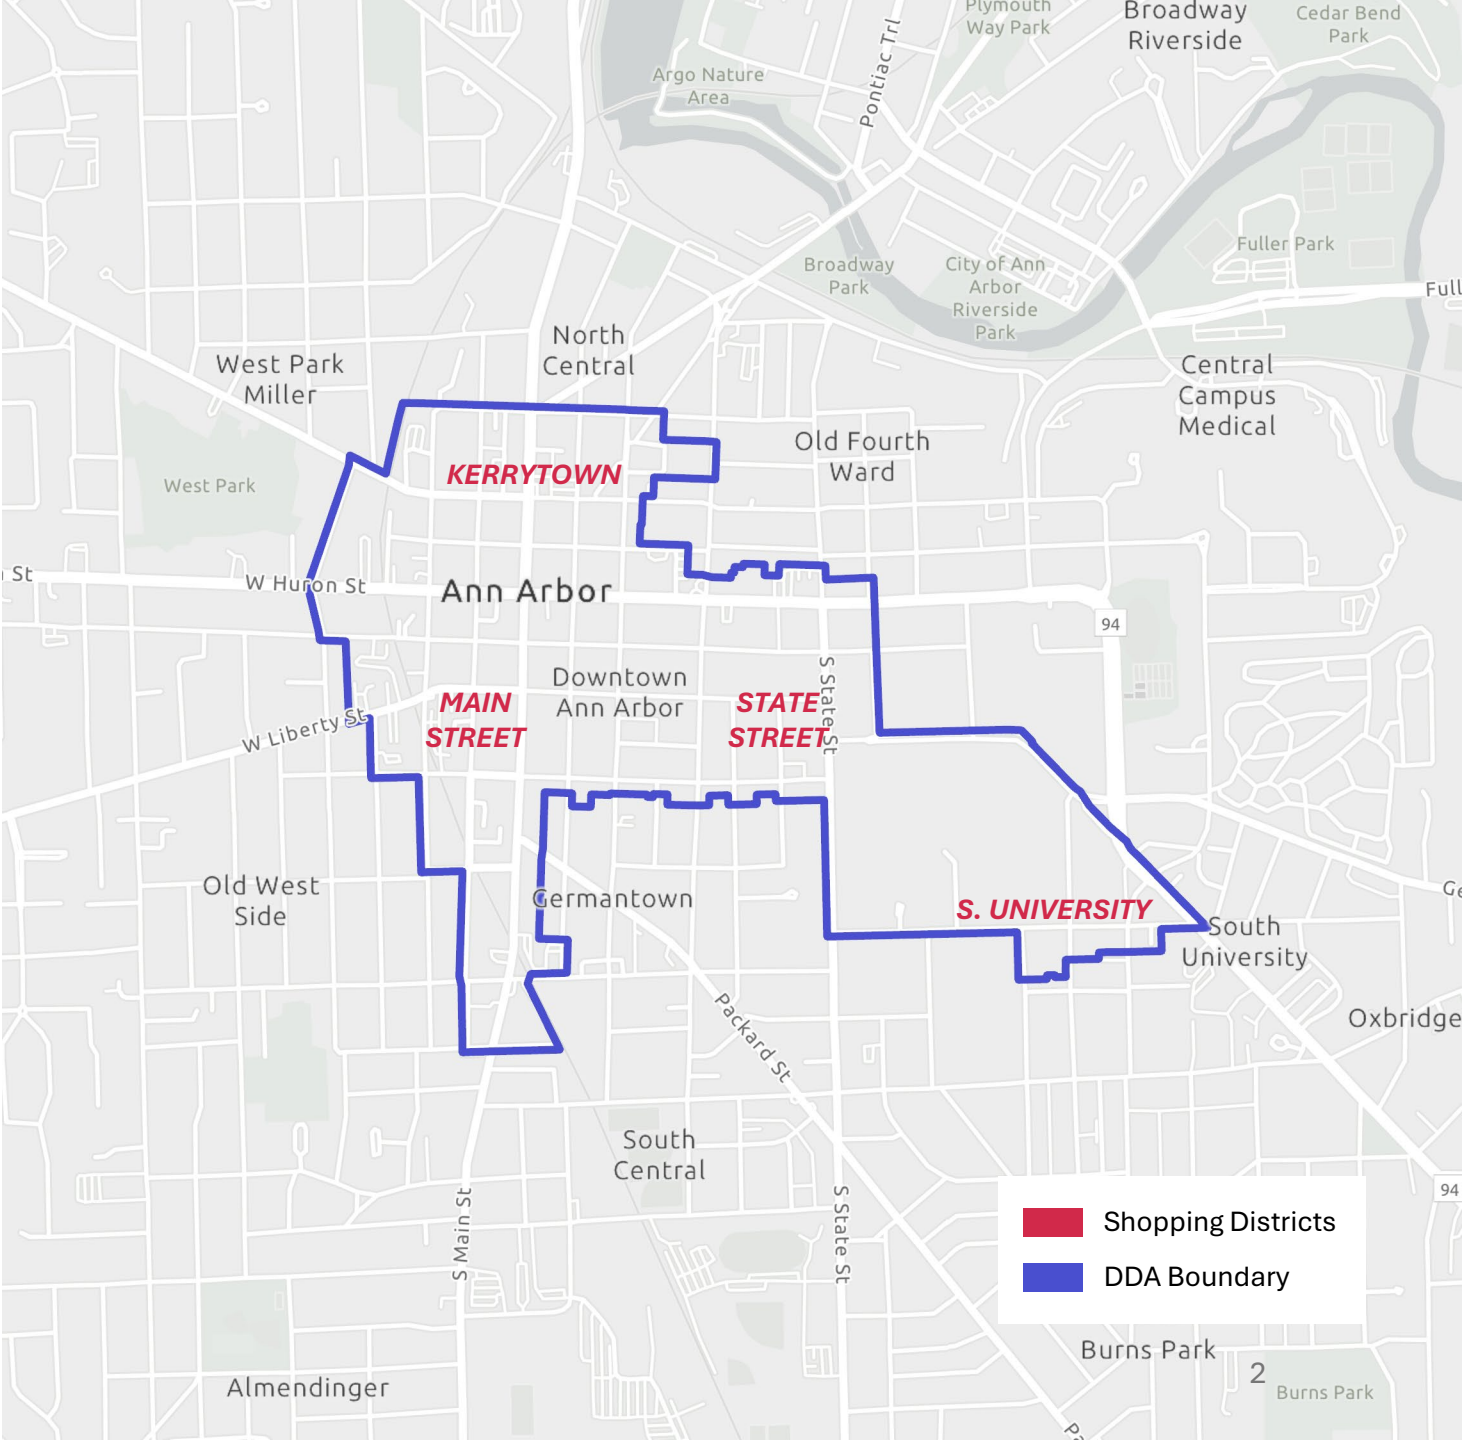 Plymouth
Way Park
Broadway
Riverside
Cedar Bend
Park
Argo Nature
Area
Pontiac Trl
Fuller Park
Broadway
Park
City of Ann
Arbor
Riverside
Park
Full
North
Central
West Park
Miller
Central
Campus
Medical
Old Fourth
Ward
West Park
KERRYTOWN
St
W Huron St
Ann Arbor
94
Downtown
Ann Arbor
MAIN
STREET
STATE
STREET
S State St
W Liberty St
Old West
Side
Germantown
S. UNIVERSITY
South
University
Ge
Packard St
Oxbridge
South
Central
S Main St
S State St
94
Shopping Districts
DDA Boundary
Burns Park
2
Burns Park
Almendinger
Pa